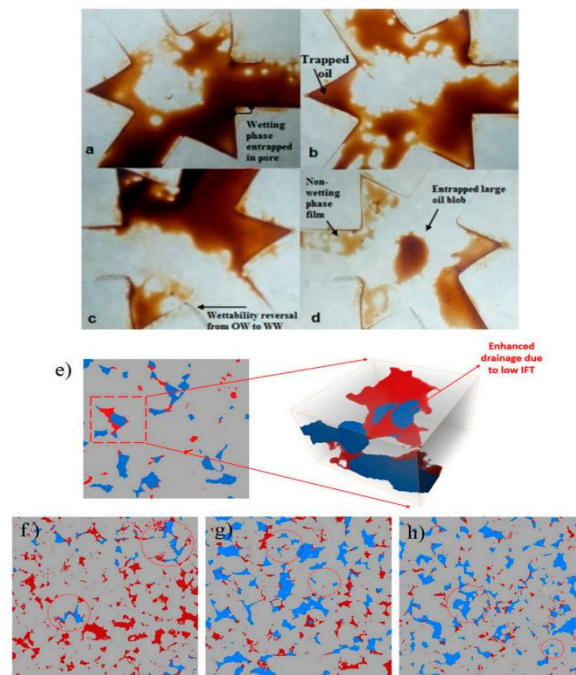 Trapped
oil
Wetting
phase
entrapped
in pore
a
b
Non-
wetting
phase
film
Entrapped large
oil blob
Wettability reversal
from OW to WW
c
d
Enhanced
drainage due
to low IFT
e)
f)
g)
h)